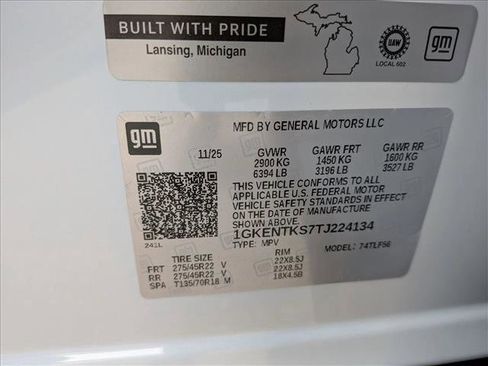 BUILT WITH PRIDE
Lansing, Michigan
UAW
LOCAL 602
gm
gm
MFD BY GENERAL MOTORS LLC
11/25 GVWR GAWR FRT GAWR RR
2900 KG 1450 KG 1600 KG
6394 LB 3196 LB 3527 LB
THIS VEHICLE CONFORMS TO ALL
APPLICABLE U.S. FEDERAL MOTOR
VEHICLE SAFETY STANDARDS IN EFFECT
ON THE DATE OF MANUFACTURE
1GKENTKS7TJ224134
TYPE: MPV MODEL: 74TLF56
241L
TIRE SIZE RIM
FRT 275/45R22 V 22X8.5J
RR 275/45R22 V 22X8.5J
SPA T135/70R18 M 18X4.5B